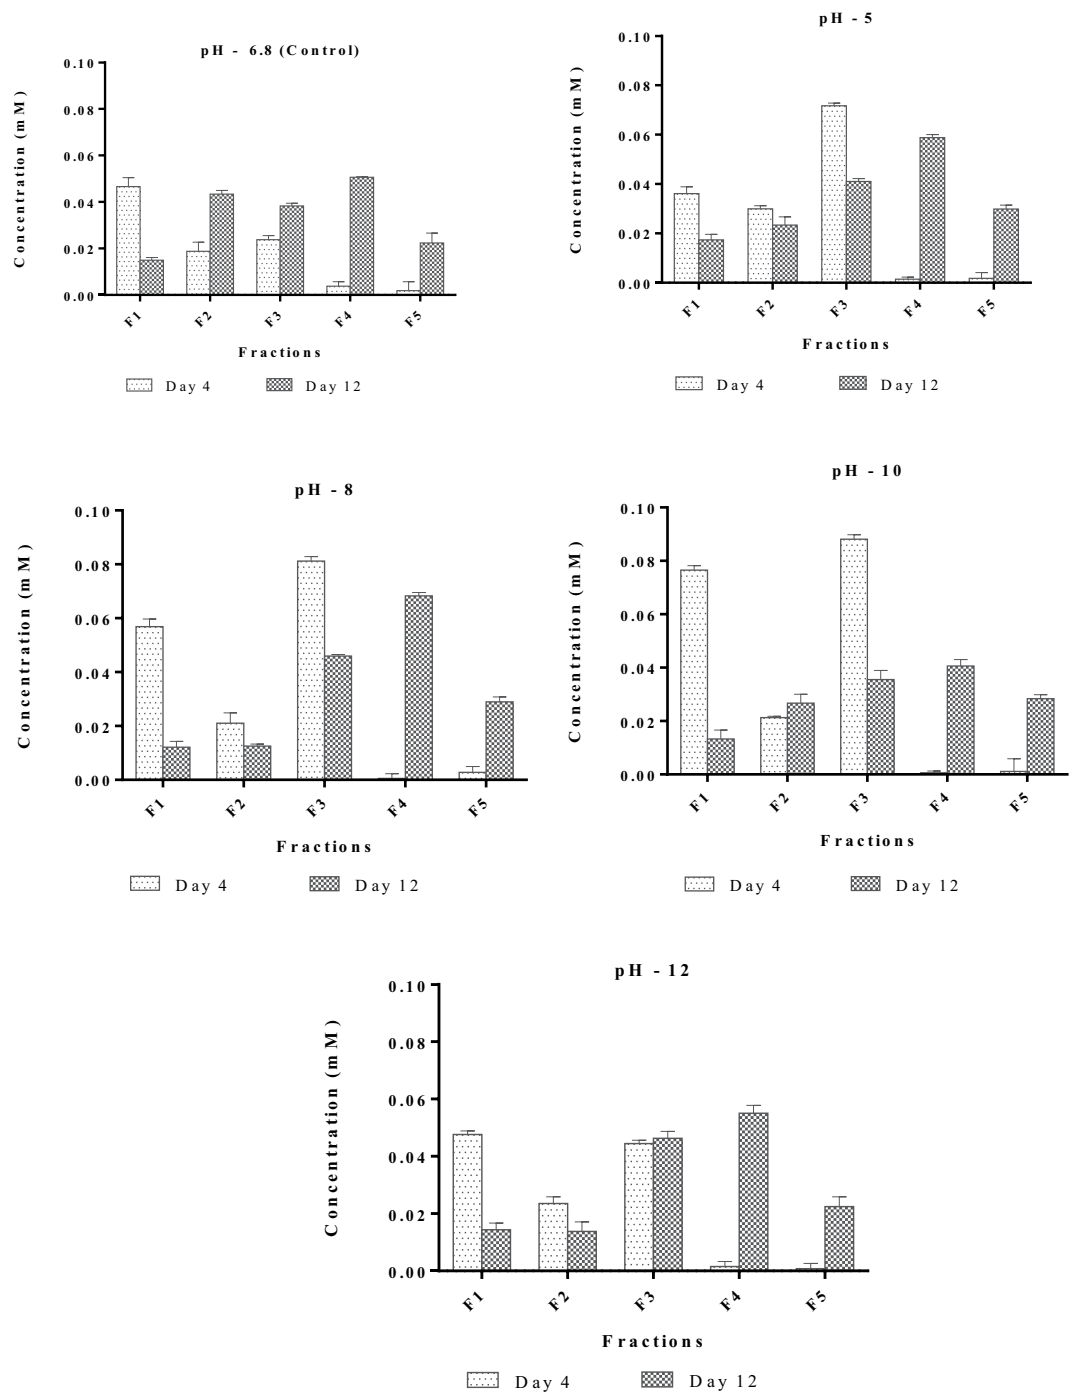 pH - 6.8 (Control)
Concentration (mM)
0.10
0.08
0.06
0.04
0.02
0.00
F1 F2 F3 F4 F5
Fractions
Day 4 Day 12
pH - 5
Concentration (mM)
0.10
0.08
0.06
0.04
0.02
0.00
F1 F2 F3 F4 F5
Fractions
Day 4 Day 12
pH - 8
Concentration (mM)
0.10
0.08
0.06
0.04
0.02
0.00
F1 F2 F3 F4 F5
Fractions
Day 4 Day 12
pH - 10
Concentration (mM)
0.10
0.08
0.06
0.04
0.02
0.00
F1 F2 F3 F4 F5
Fractions
Day 4 Day 12
pH - 12
Concentration (mM)
0.10
0.08
0.06
0.04
0.02
0.00
F1 F2 F3 F4 F5
Fractions
Day 4 Day 12